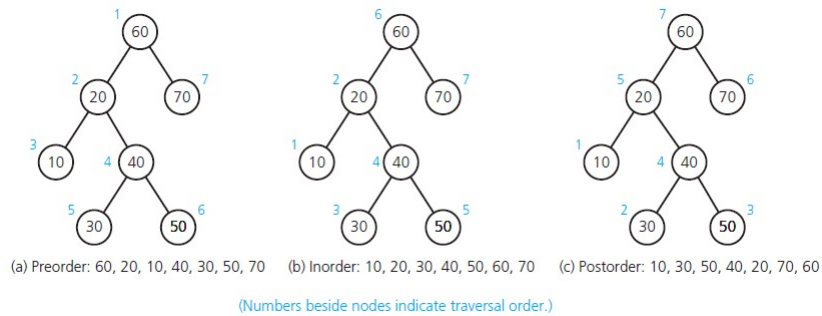 1 6 7
60 60 60
2 7 2 7 5 6
20 70 20 70 20 70
3 1 1
10 4 40 10 4 40 10 4 40
5 6 3 5 2 3
30 50 30 50 30 50
(a) Preorder: 60, 20, 10, 40, 30, 50, 70 (b) Inorder: 10, 20, 30, 40, 50, 60, 70 (c) Postorder: 10, 30, 50, 40, 20, 70, 60
(Numbers beside nodes indicate traversal order.)